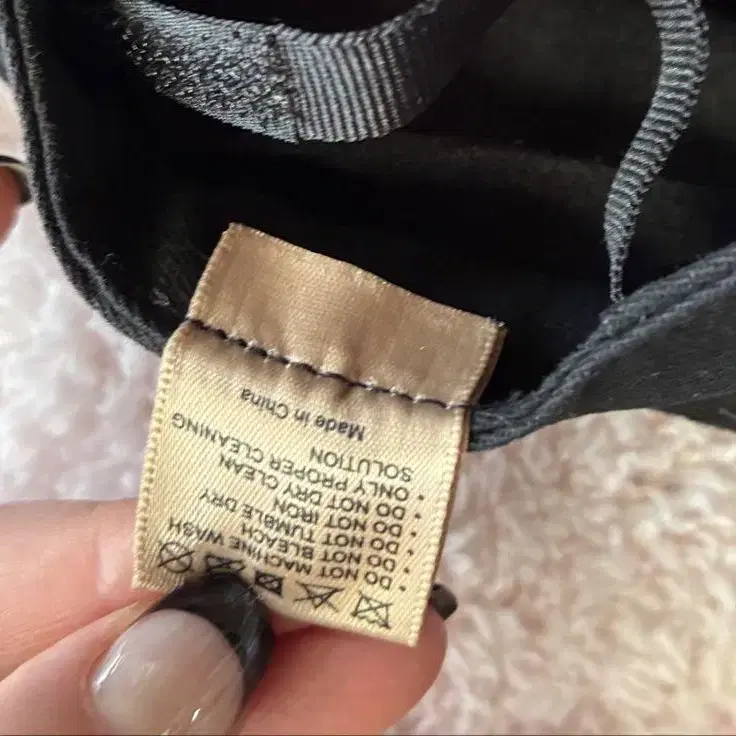 • DO NOT MACHINE WASH
• DO NOT BLEACH
• DO NOT TUMBLE DRY
• DO NOT IRON
• DO NOT DRY CLEAN
• ONLY PROPER CLEANING
SOLUTION
Made in China